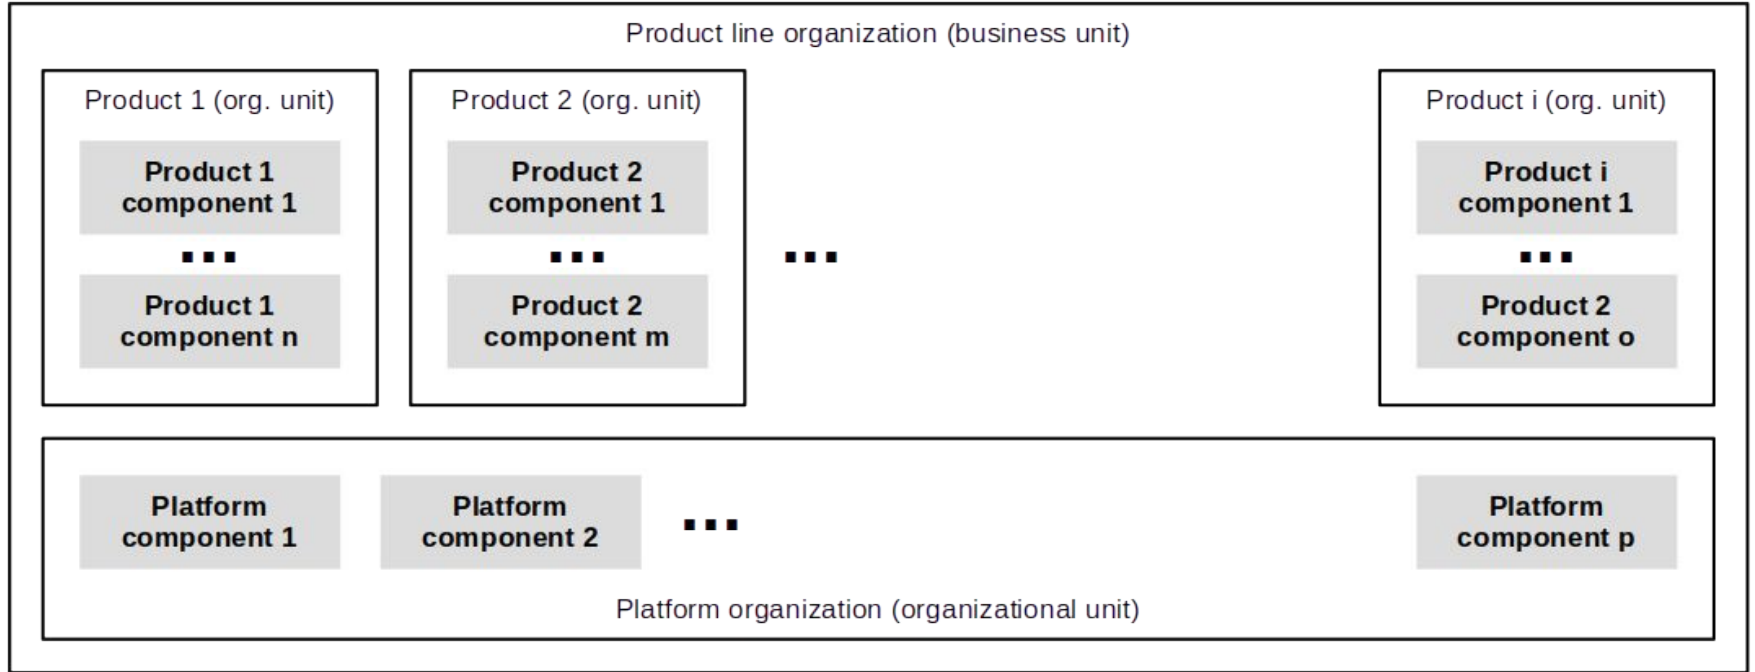 Product line organization (business unit)
Product 1 (org. unit)
Product 1
component 1
...
Product 1
component n
Product 2 (org. unit)
Product 2
component 1
...
Product 2
component m
...
Product i (org. unit)
Product i
component 1
...
Product 2
component o
Platform
component 1
Platform
component 2
...
Platform
component p
Platform organization (organizational unit)